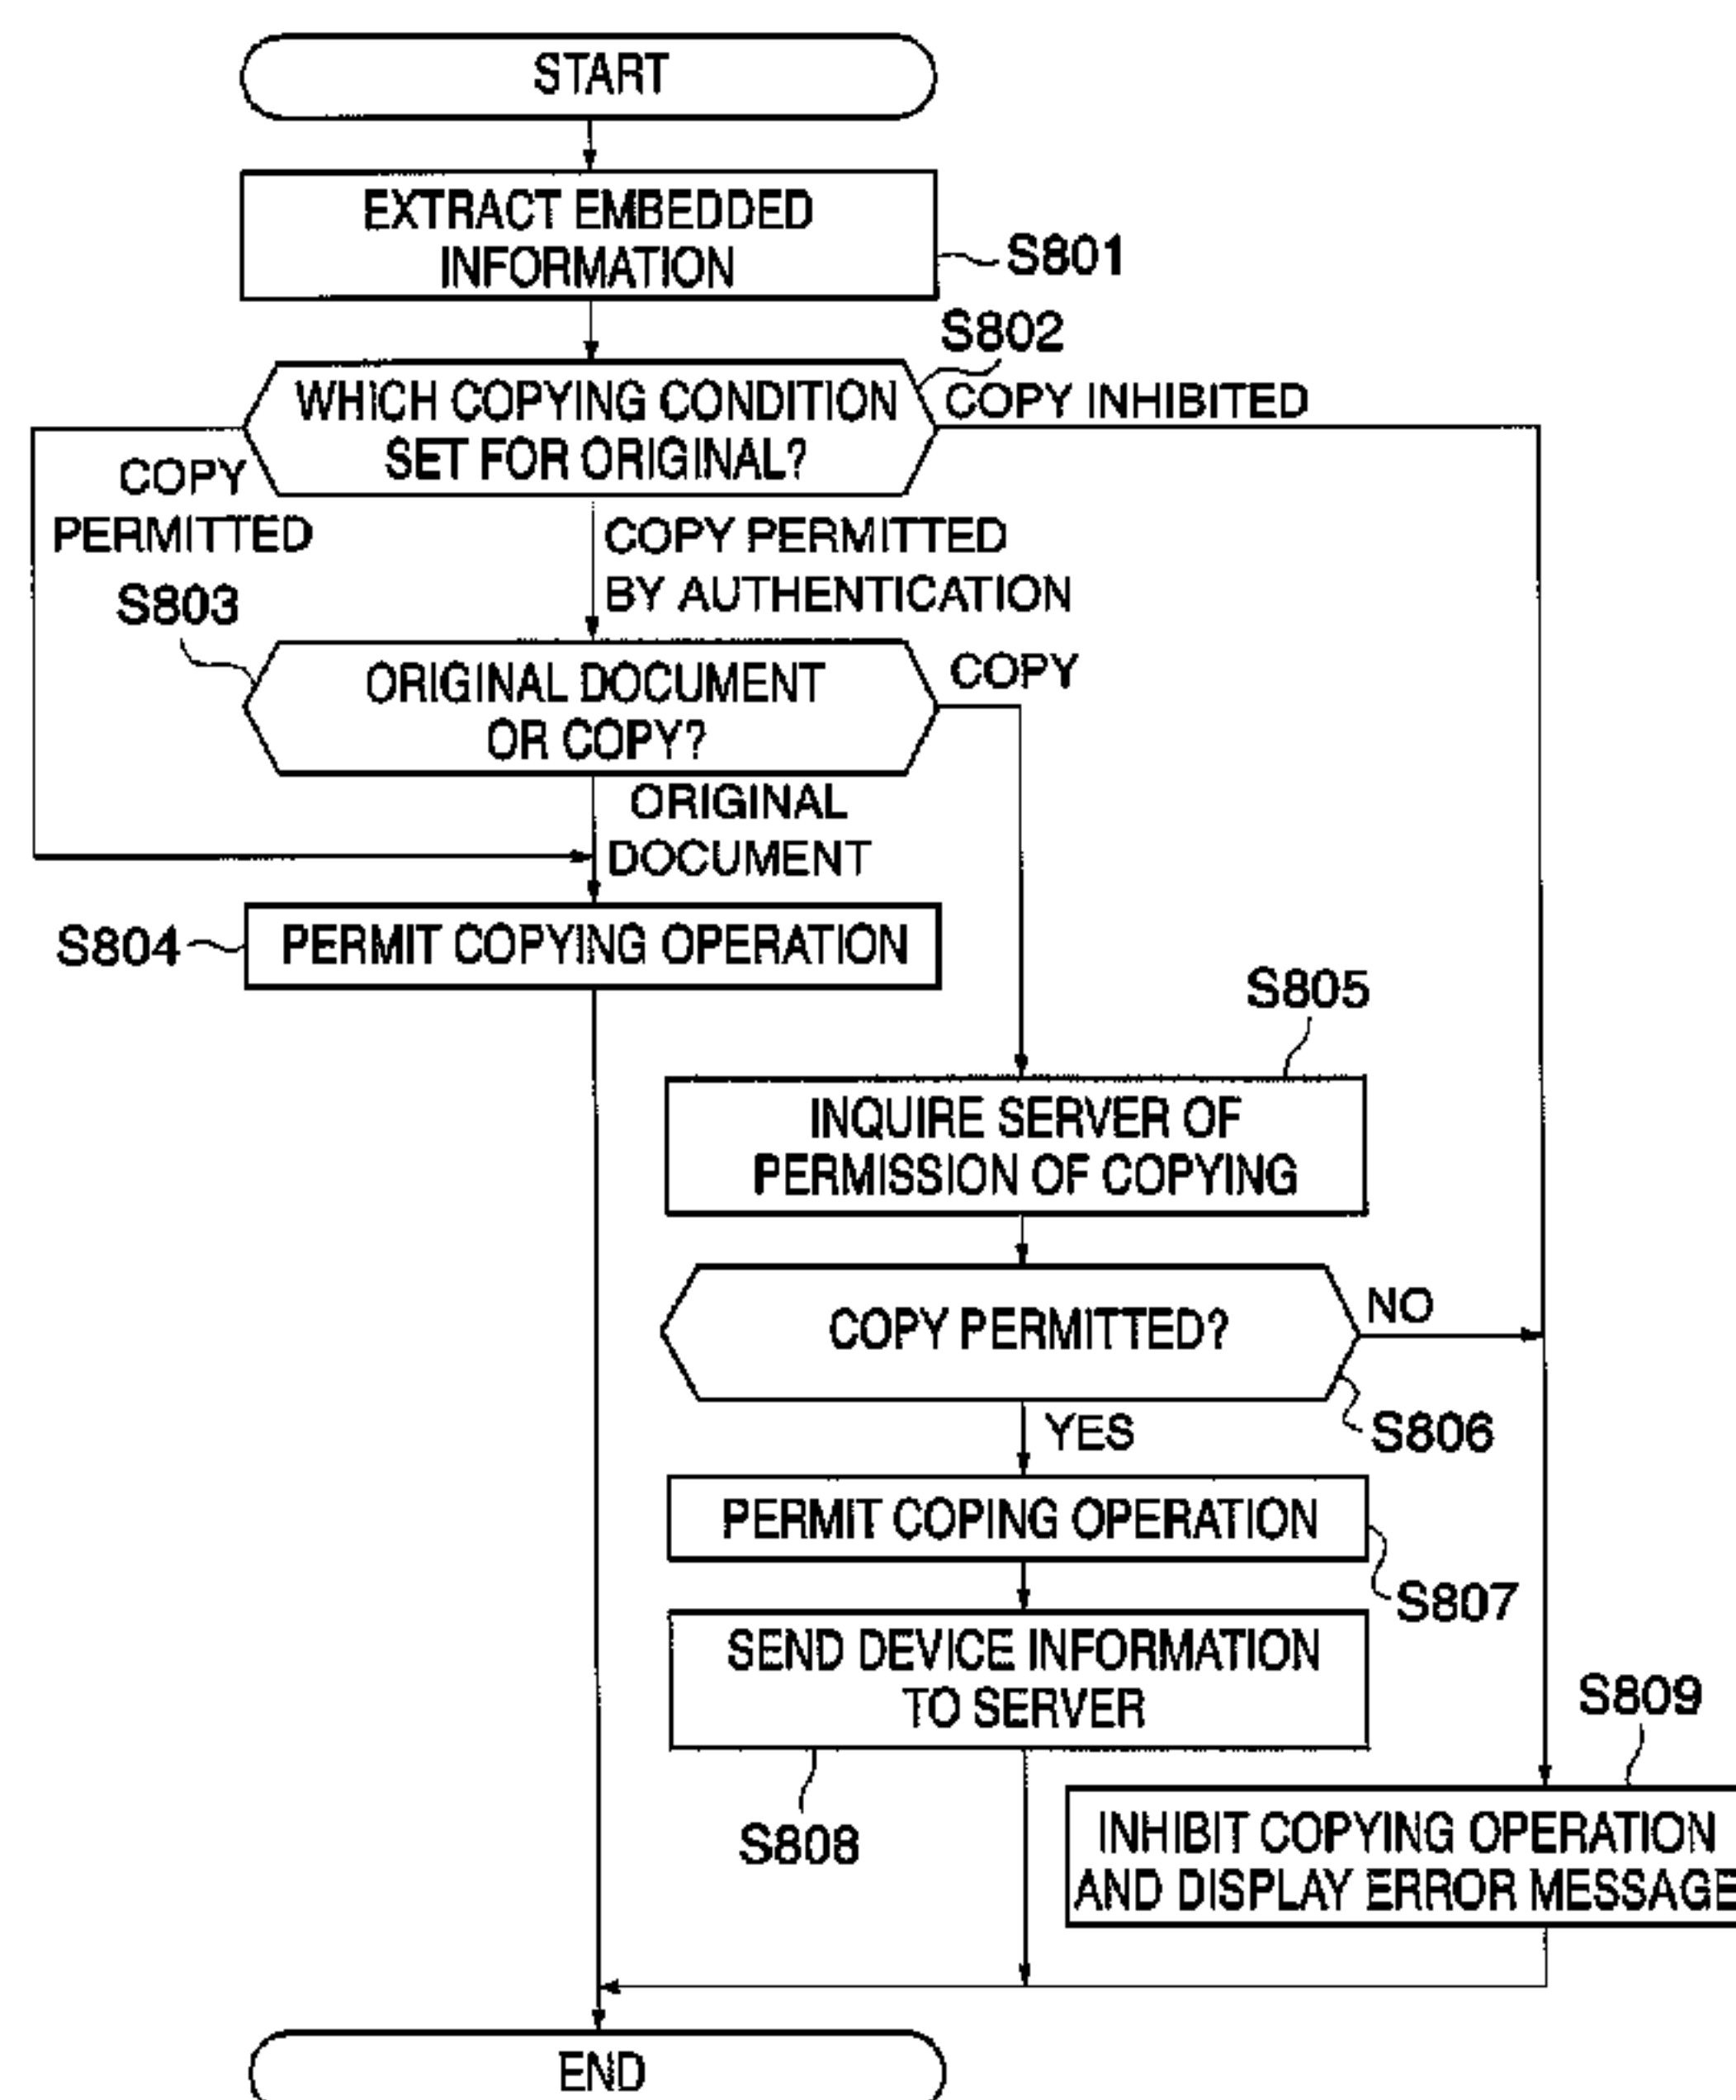 START
EXTRACT EMBEDDED
INFORMATION
S801
S802
WHICH COPYING CONDITION
SET FOR ORIGINAL?
COPY INHIBITED
COPY
PERMITTED
COPY PERMITTED
BY AUTHENTICATION
S803
ORIGINAL DOCUMENT
OR COPY?
COPY
ORIGINAL
DOCUMENT
S804
PERMIT COPYING OPERATION
S805
INQUIRE SERVER OF
PERMISSION OF COPYING
COPY PERMITTED?
NO
S806
YES
PERMIT COPING OPERATION
S807
SEND DEVICE INFORMATION
TO SERVER
S808
S809
INHIBIT COPYING OPERATION
AND DISPLAY ERROR MESSAGE
END